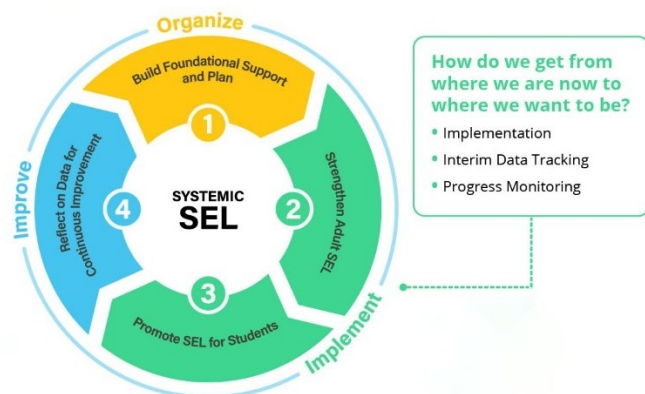 Organize
Build Foundational Support
and Plan
1
Strengthen Adult SEL
2
Implement
3
Promote SEL for Students
Improve
Reflect on Data for
Continuous Improvement
4
SYSTEMIC
SEL
How do we get from
where we are now to
where we want to be?
• Implementation
• Interim Data Tracking
• Progress Monitoring